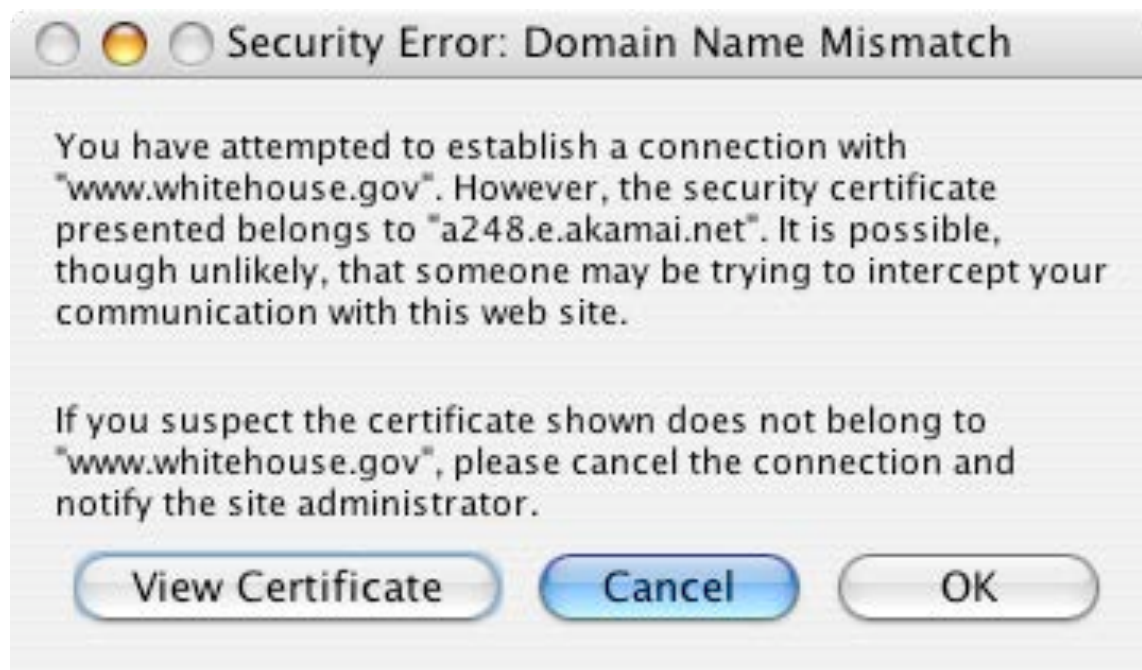 Security Error: Domain Name Mismatch
You have attempted to establish a connection with
"www.whitehouse.gov". However, the security certificate
presented belongs to "a248.e.akamai.net". It is possible,
though unlikely, that someone may be trying to intercept your
communication with this web site.
If you suspect the certificate shown does not belong to
"www.whitehouse.gov", please cancel the connection and
notify the site administrator.
View Certificate Cancel OK